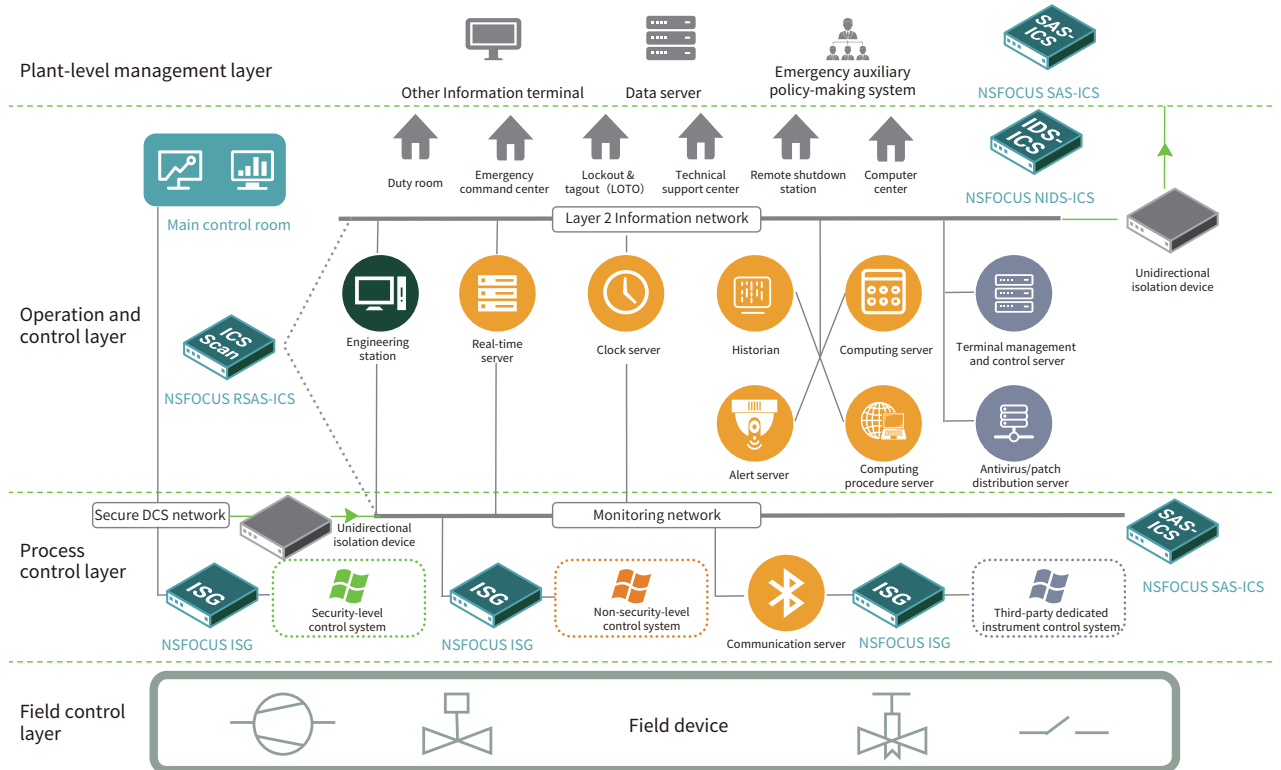 Plant-level management layer
Other Information terminal
Data server
Emergency auxiliary
policy-making system
SAS-
ICS
NSFOCUS SAS-ICS
Operation and
control layer
Main control room
Duty room
Emergency
command center
Lockout &
tagout（LOTO）
Technical
support center
Remote shutdown
station
Computer
center
IDS-
ICS
NSFOCUS NIDS-ICS
Layer 2 Information network
Unidirectional
isolation device
ICS
Scan
NSFOCUS RSAS-ICS
Engineering
station
Real-time
server
Clock server
Historian
Computing server
Terminal management
and control server
Alert server
Computing
procedure server
Antivirus/patch
distribution server
Process
control layer
Secure DCS network
Unidirectional
isolation device
Monitoring network
SAS-
ICS
NSFOCUS SAS-ICS
ISG
NSFOCUS ISG
Security-level
control system
ISG
NSFOCUS ISG
Non-security-level
control system
Communication server
ISG
NSFOCUS ISG
Third-party dedicated
instrument control system
Field control
layer
Field device